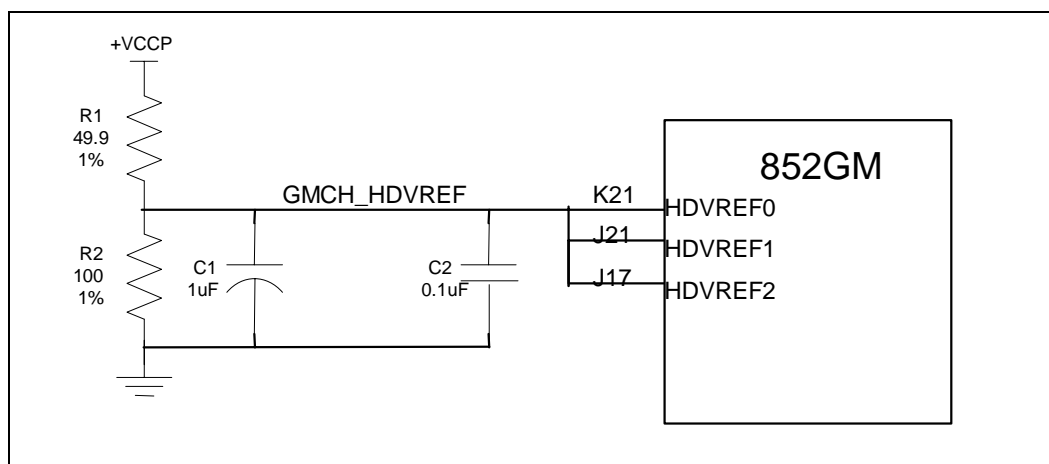 +VCCP
R1
49.9
1%
852GM
GMCH_HDVREF
K21
HDVREF0
J21
HDVREF1
R2
100
1%
C1
1uF
C2
0.1uF
J17
HDVREF2